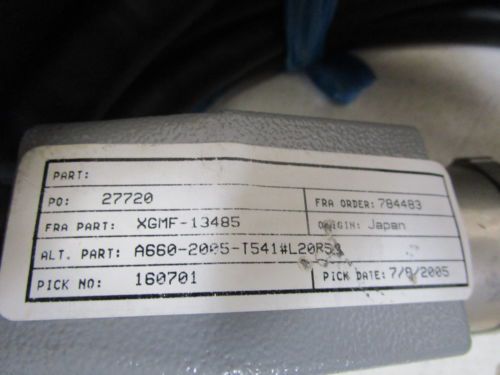 PART:
PO: 27720
FRA ORDER: 784483
FRA PART: XGMF-13485
ORIGIN: Japan
ALT. PART: A660-2005-T541#L20R53
PICK NO: 160701
PICK DATE: 7/8/2005